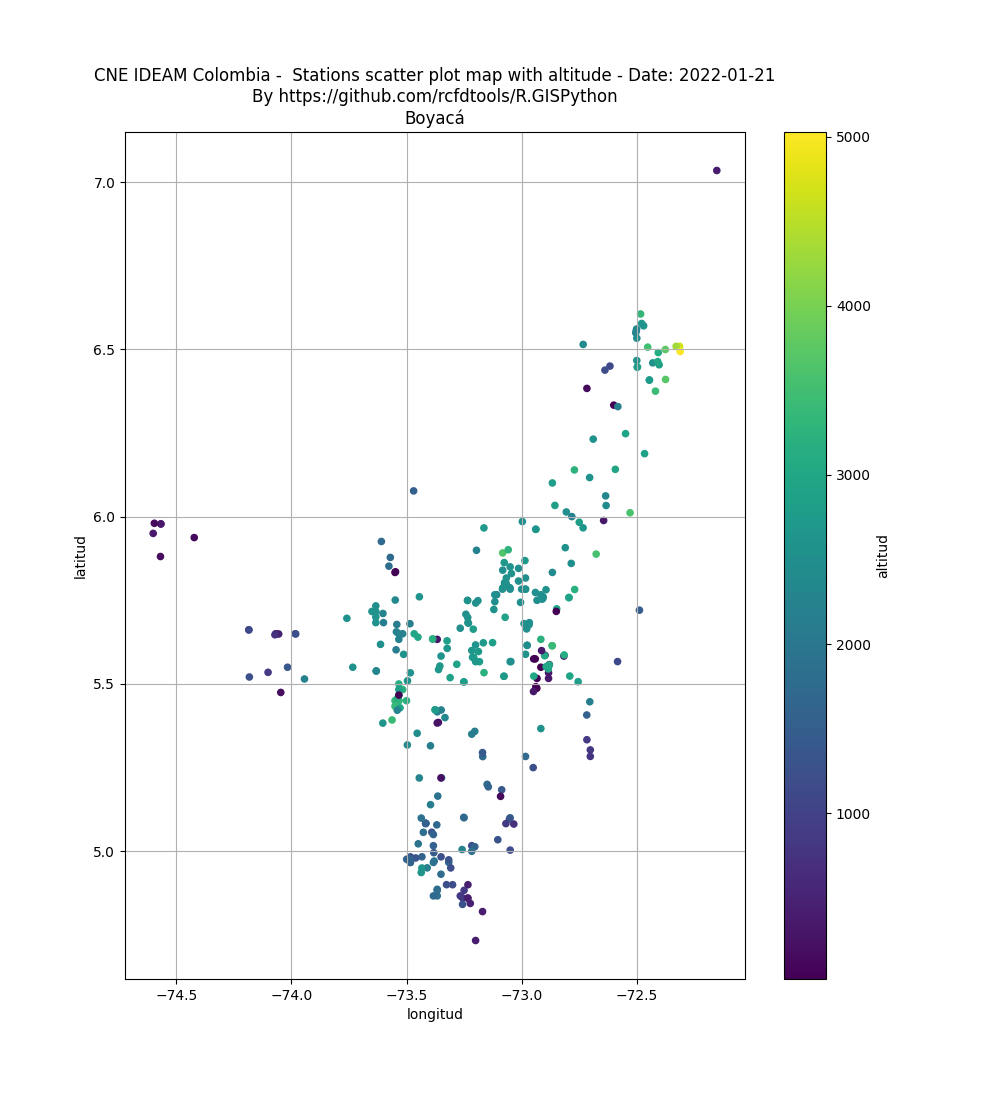 CNE IDEAM Colombia -  Stations scatter plot map with altitude - Date: 2022-01-21
By https://github.com/rcfdtools/R.GISPython
Boyacá
7.0
6.5
6.0
5.5
5.0
latitud
−74.5
−74.0
−73.5
−73.0
−72.5
longitud
5000
4000
3000
2000
1000
altitud